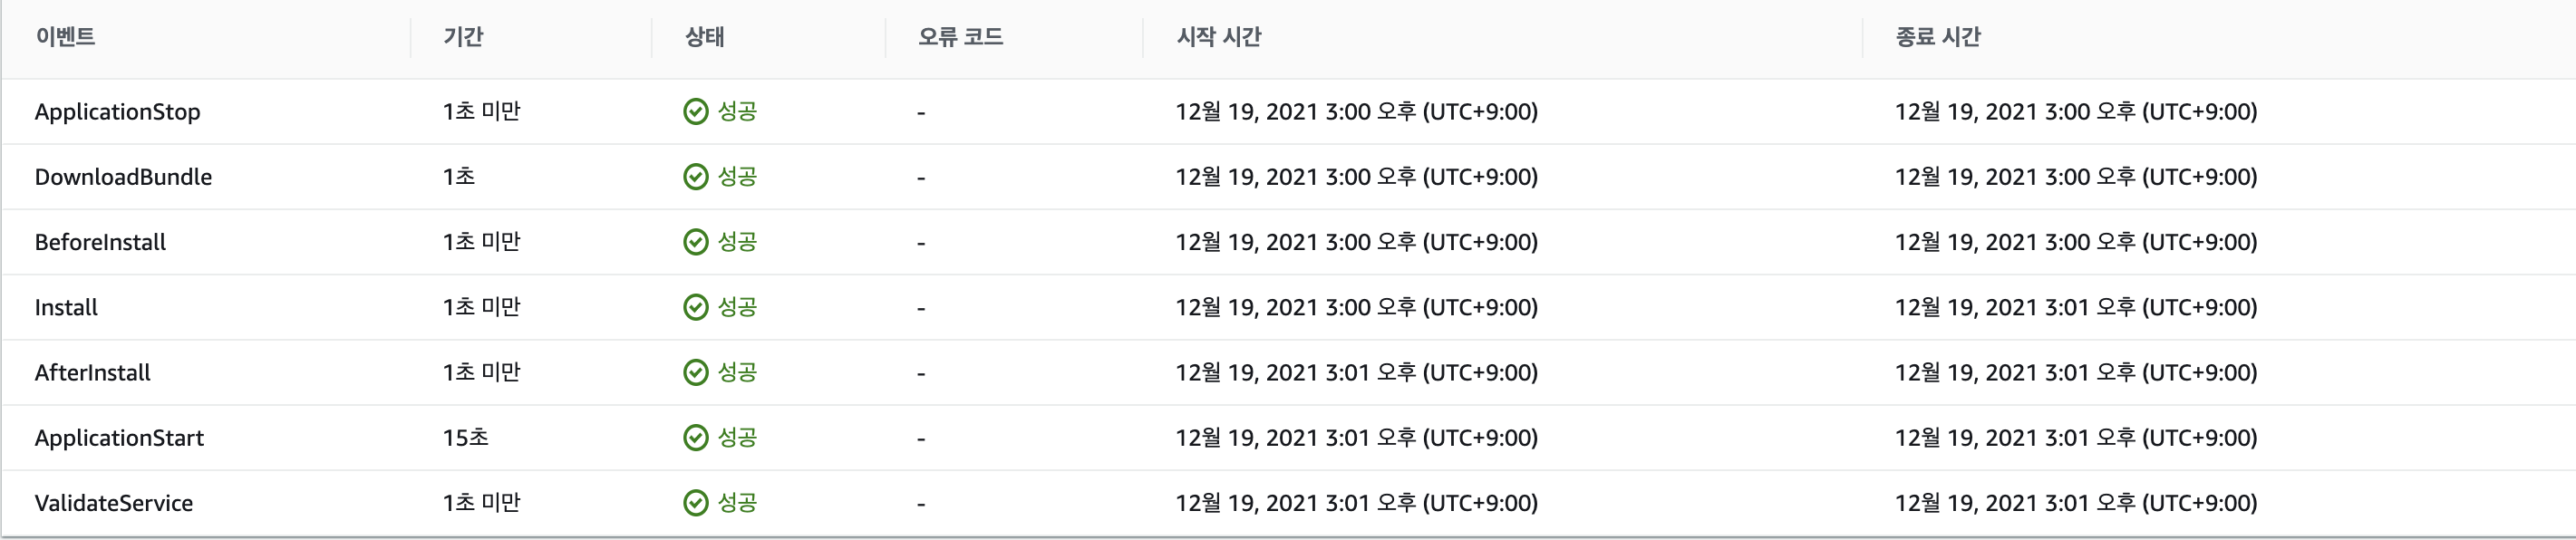 이벤트 기간 상태 오류 코드 시작 시간 종료 시간
ApplicationStop 1초 미만 성공 - 12월 19, 2021 3:00 오후 (UTC+9:00) 12월 19, 2021 3:00 오후 (UTC+9:00)
DownloadBundle 1초 성공 - 12월 19, 2021 3:00 오후 (UTC+9:00) 12월 19, 2021 3:00 오후 (UTC+9:00)
BeforeInstall 1초 미만 성공 - 12월 19, 2021 3:00 오후 (UTC+9:00) 12월 19, 2021 3:00 오후 (UTC+9:00)
Install 1초 미만 성공 - 12월 19, 2021 3:00 오후 (UTC+9:00) 12월 19, 2021 3:01 오후 (UTC+9:00)
AfterInstall 1초 미만 성공 - 12월 19, 2021 3:01 오후 (UTC+9:00) 12월 19, 2021 3:01 오후 (UTC+9:00)
ApplicationStart 15초 성공 - 12월 19, 2021 3:01 오후 (UTC+9:00) 12월 19, 2021 3:01 오후 (UTC+9:00)
ValidateService 1초 미만 성공 - 12월 19, 2021 3:01 오후 (UTC+9:00) 12월 19, 2021 3:01 오후 (UTC+9:00)